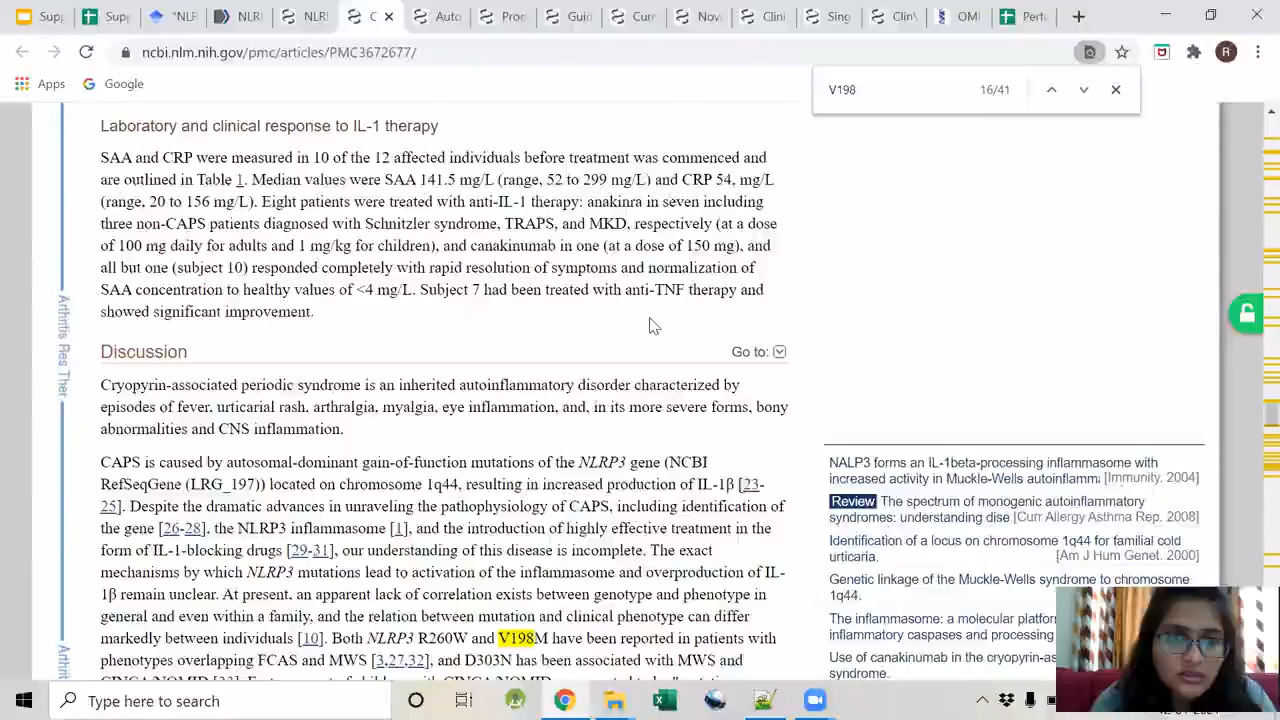 Sup
"NLF
NLRF
NLRI
C
Aut
Pro
Guid
Curr
Nov
Clini
Sing
ClinV
OMI
Perf
ncbi.nlm.nih.gov/pmc/articles/PMC3672677/
R
Apps
Google
V198
16/41
Laboratory and clinical response to IL-1 therapy
SAA and CRP were measured in 10 of the 12 affected individuals before treatment was commenced and
are outlined in Table 1. Median values were SAA 141.5 mg/L (range, 52 to 299 mg/L) and CRP 54, mg/L
(range, 20 to 156 mg/L). Eight patients were treated with anti-IL-1 therapy: anakinra in seven including
three non-CAPS patients diagnosed with Schnitzler syndrome, TRAPS, and MKD, respectively (at a dose
of 100 mg daily for adults and 1 mg/kg for children), and canakinumab in one (at a dose of 150 mg), and
all but one (subject 10) responded completely with rapid resolution of symptoms and normalization of
SAA concentration to healthy values of <4 mg/L. Subject 7 had been treated with anti-TNF therapy and
showed significant improvement.
Arthritis Res Ther
Discussion
Go to:
Cryopyrin-associated periodic syndrome is an inherited autoinflammatory disorder characterized by
episodes of fever, urticarial rash, arthralgia, myalgia, eye inflammation, and, in its more severe forms, bony
abnormalities and CNS inflammation.
CAPS is caused by autosomal-dominant gain-of-function mutations of the NLRP3 gene (NCBI
RefSeqGene (LRG_197)) located on chromosome 1q44, resulting in increased production of IL-1β [23-
25]. Despite the dramatic advances in unraveling the pathophysiology of CAPS, including identification of
the gene [26-28], the NLRP3 inflammasome [1], and the introduction of highly effective treatment in the
form of IL-1-blocking drugs [29-31], our understanding of this disease is incomplete. The exact
mechanisms by which NLRP3 mutations lead to activation of the inflammasome and overproduction of IL-
1β remain unclear. At present, an apparent lack of correlation exists between genotype and phenotype in
general and even within a family, and the relation between mutation and clinical phenotype can differ
markedly between individuals [10]. Both NLRP3 R260W and V198M have been reported in patients with
phenotypes overlapping FCAS and MWS [3,27,32], and D303N has been associated with MWS and
Arthrit
NALP3 forms an IL-1beta-processing inflammasome with
increased activity in Muckle-Wells autoinflamma [Immunity. 2004]
Review The spectrum of monogenic autoinflammatory
syndromes: understanding dise [Curr Allergy Asthma Rep. 2008]
Identification of a locus on chromosome 1q44 for familial cold
urticaria. [Am J Hum Genet. 2000]
Genetic linkage of the Muckle-Wells syndrome to chromosome
1q44.
The inflammasome: a molecular platfor
inflammatory caspases and processing
Use of canakinumab in the cryopyrin-as
syndrome.
Type here to search